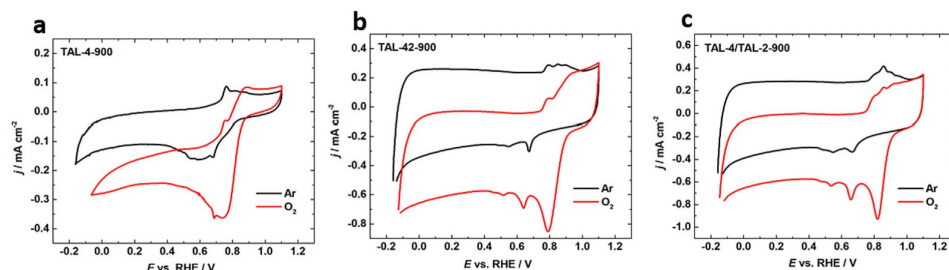 a
TAL-4-900
0.2
0.1
0.0
-0.1
-0.2
-0.3
-0.4
j / mA cm-2
Ar
O2
-0.2 0.0 0.2 0.4 0.6 0.8 1.0 1.2
E vs. RHE / V
b
TAL-42-900
0.4
0.2
0.0
-0.2
-0.4
-0.6
-0.8
j / mA cm-2
Ar
O2
-0.2 0.0 0.2 0.4 0.6 0.8 1.0 1.2
E vs. RHE / V
c
TAL-4/TAL-2-900
0.6
0.4
0.2
0.0
-0.2
-0.4
-0.6
-0.8
-1.0
j / mA cm-2
Ar
O2
-0.2 0.0 0.2 0.4 0.6 0.8 1.0 1.2
E vs. RHE / V